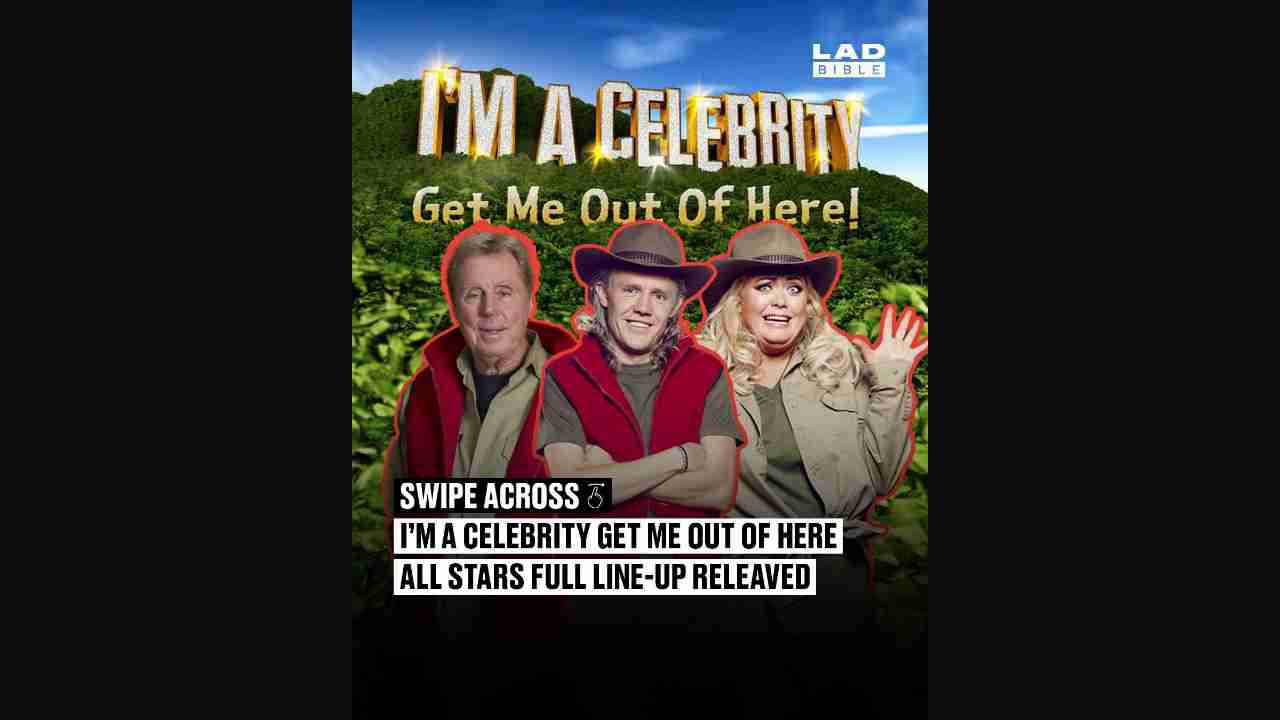 LAD
BIBLE
I'M A CELEBRITY
Get Me Out Of Here!
SWIPE ACROSS
I'M A CELEBRITY GET ME OUT OF HERE
ALL STARS FULL LINE-UP RELEAVED